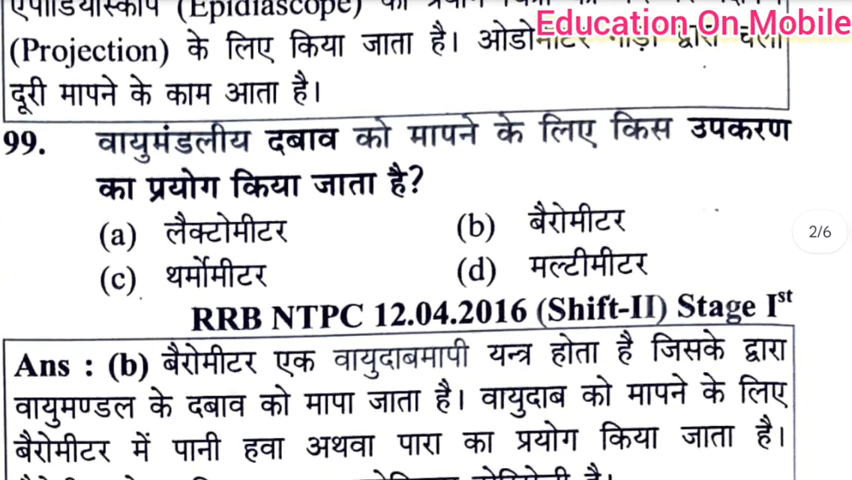 (Epidiascope)
Education On Mobile
(Projection) के लिए किया जाता है। ओडोमीटर गाड़ी द्वारा चली
दूरी मापने के काम आता है।
99. वायुमंडलीय दबाव को मापने के लिए किस उपकरण
का प्रयोग किया जाता है?
(a) लैक्टोमीटर (b) बैरोमीटर
2/6
(c) थर्मोमीटर (d) मल्टीमीटर
RRB NTPC 12.04.2016 (Shift-II) Stage Ist
Ans : (b) बैरोमीटर एक वायुदाबमापी यन्त्र होता है जिसके द्वारा
वायुमण्डल के दबाव को मापा जाता है। वायुदाब को मापने के लिए
बैरोमीटर में पानी हवा अथवा पारा का प्रयोग किया जाता है।